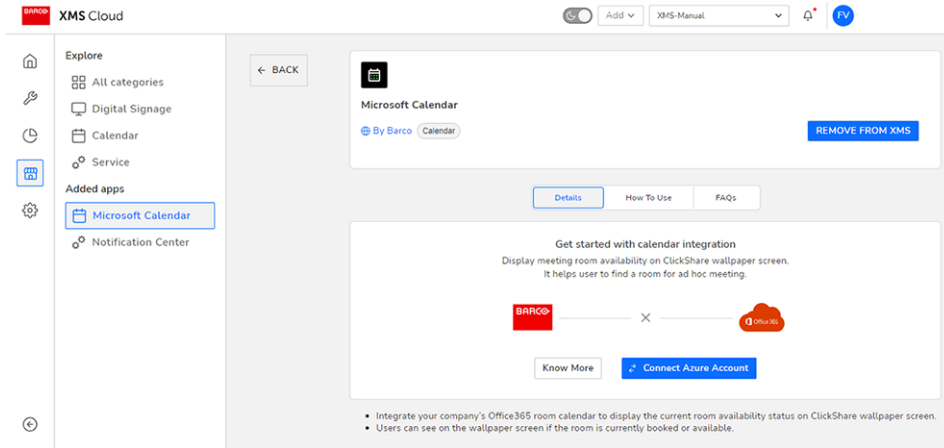 BARCO XMS Cloud
Add
XMS-Manual
FV
Explore
All categories
Digital Signage
Calendar
Service
Added apps
Microsoft Calendar
Notification Center
← BACK
Microsoft Calendar
By Barco Calendar
REMOVE FROM XMS
Details How To Use FAQs
Get started with calendar integration
Display meeting room availability on ClickShare wallpaper screen.
It helps user to find a room for ad hoc meeting.
BARCO
Office 365
Know More Connect Azure Account
• Integrate your company's Office365 room calendar to display the current room availability status on ClickShare wallpaper screen.
• Users can see on the wallpaper screen if the room is currently booked or available.